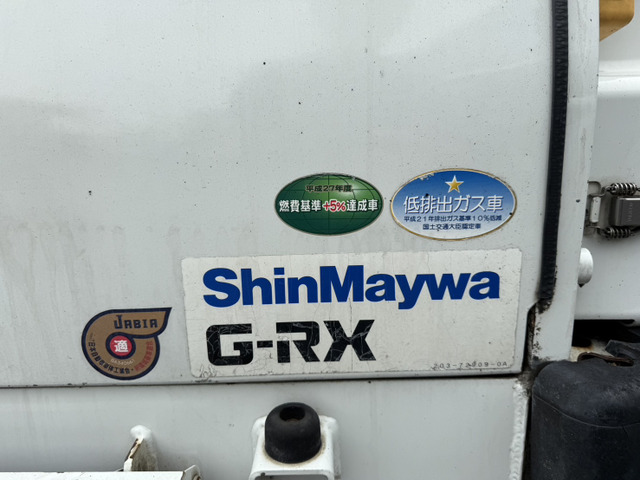 平成27年度
燃費基準+5%達成車
低排出ガス車
平成21年排出ガス基準10%低減
国土交通大臣認定車
ShinMaywa
G-RX
JABIA
適